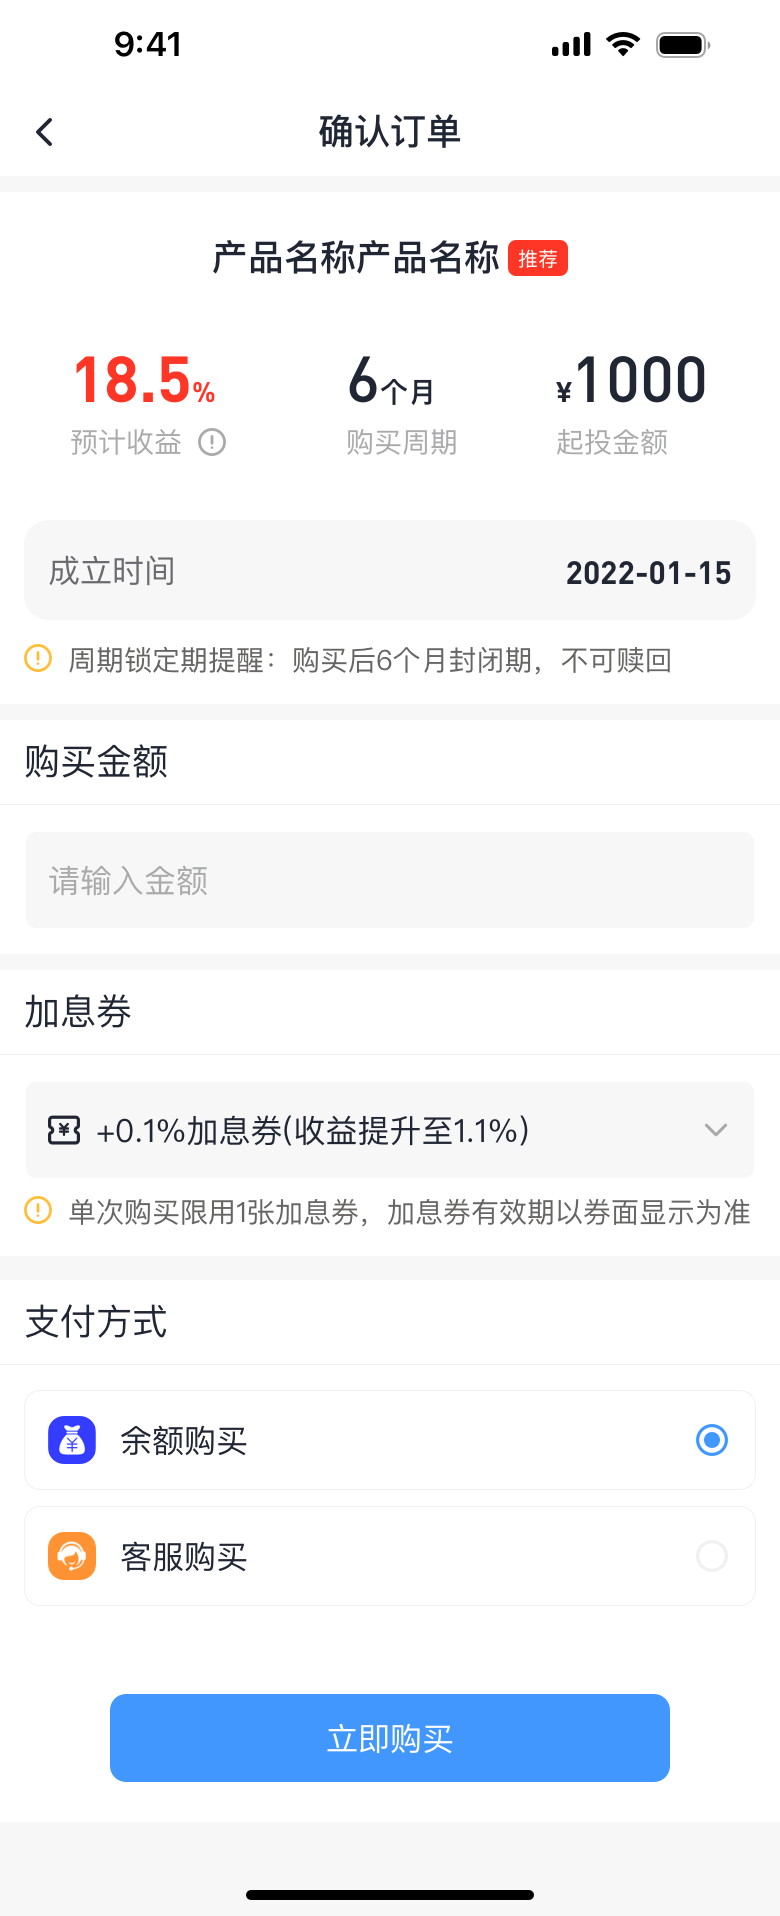 9:41
确认订单
产品名称产品名称 推荐
18.5% 6个月 ¥1000
预计收益 购买周期 起投金额
成立时间 2022-01-15
周期锁定期提醒：购买后6个月封闭期，不可赎回
购买金额
请输入金额
加息券
+0.1%加息券(收益提升至1.1%)
单次购买限用1张加息券，加息券有效期以券面显示为准
支付方式
余额购买
客服购买
立即购买